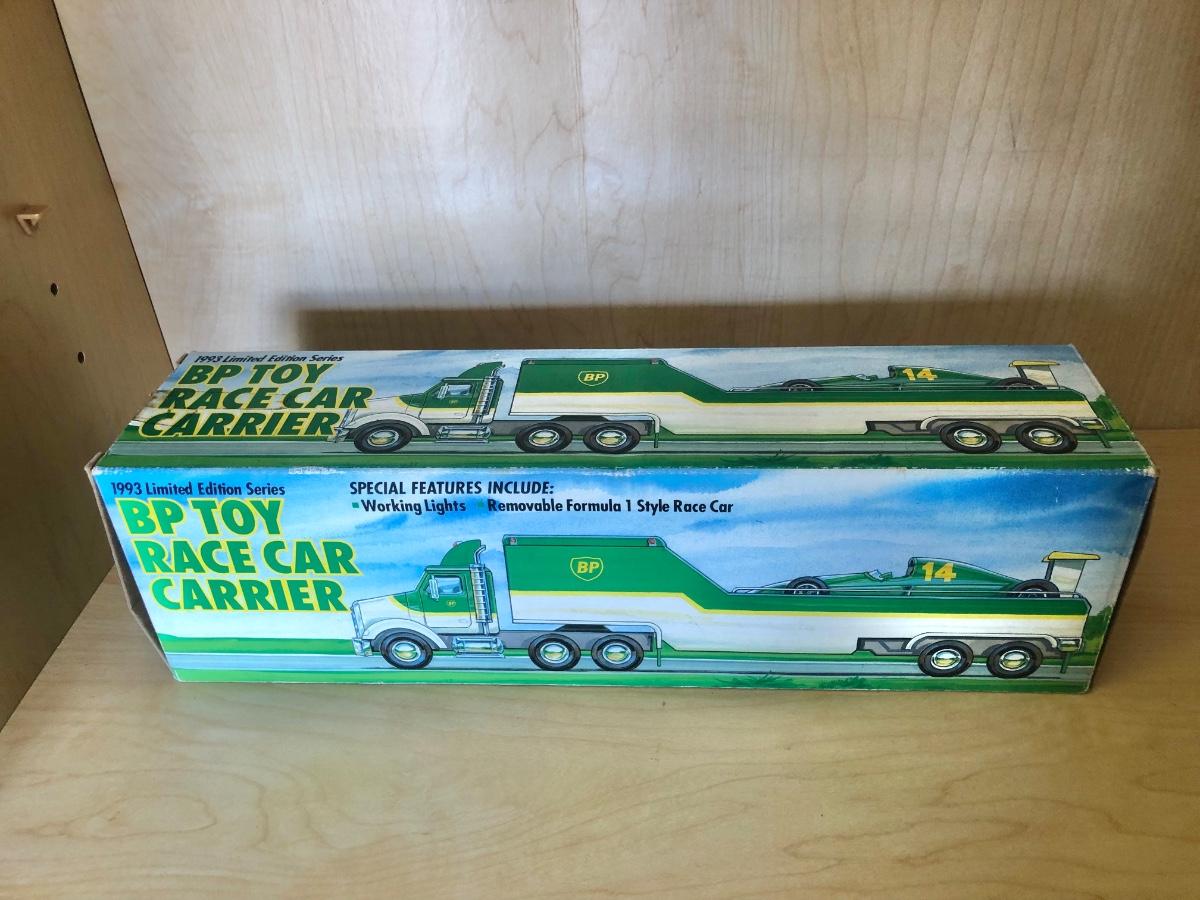 1993 Limited Edition Series
BP TOY
RACE CAR
CARRIER
BP
14
1993 Limited Edition Series
BP TOY
RACE CAR
CARRIER
SPECIAL FEATURES INCLUDE:
▪ Working Lights ▪ Removable Formula 1 Style Race Car
BP
BP
14